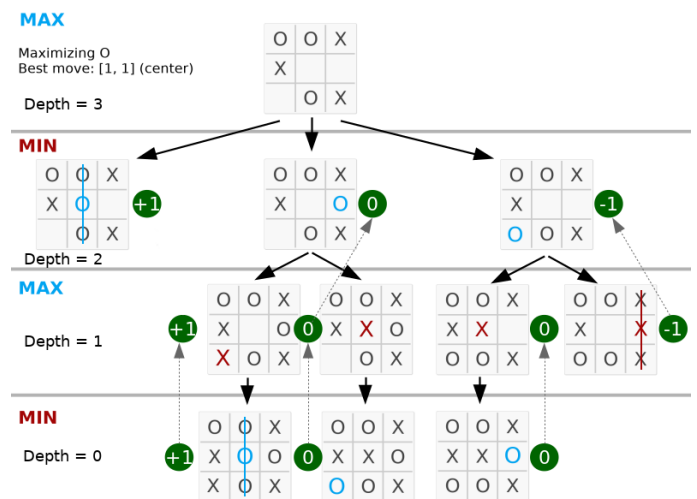 MAX
Maximizing O
Best move: [1, 1] (center)
Depth = 3
O O X
X
O X
MIN
O O X
X O
O X
+1
O O X
X O
O X
0
O O X
X
O O X
-1
Depth = 2
MAX
Depth = 1
+1
O O X
X O
X O X
0
O O X
X X O
O X
O O X
X X
O O X
0
O O X
X X
O O X
-1
MIN
Depth = 0
+1
O O X
X O O
X O X
0
O O X
X X O
O O X
O O X
X X O
O O X
0